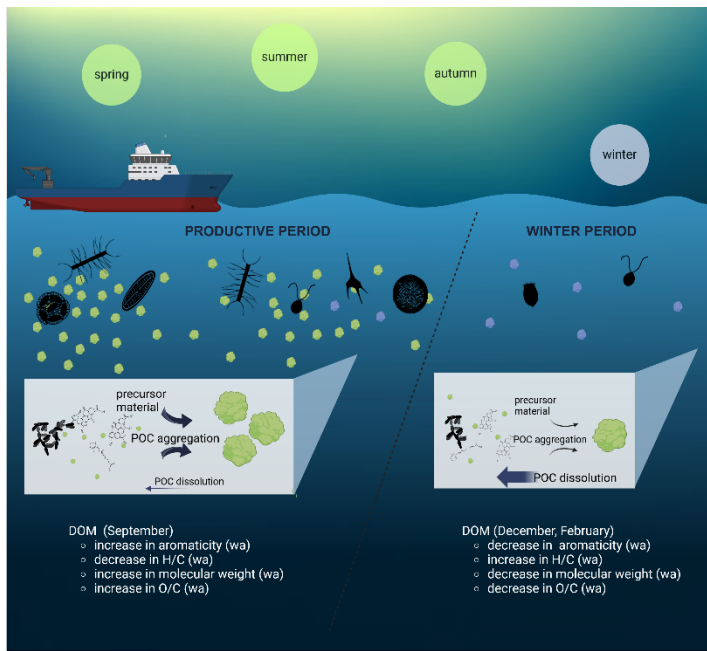 spring
summer
autumn
winter
PRODUCTIVE PERIOD
WINTER PERIOD
precursor
material
POC aggregation
POC dissolution
precursor
material
POC aggregation
POC dissolution
DOM (September)
○ increase in aromaticity (wa)
○ decrease in H/C (wa)
○ increase in molecular weight (wa)
○ increase in O/C (wa)
DOM (December, February)
○ decrease in aromaticity (wa)
○ increase in H/C (wa)
○ decrease in molecular weight (wa)
○ decrease in O/C (wa)